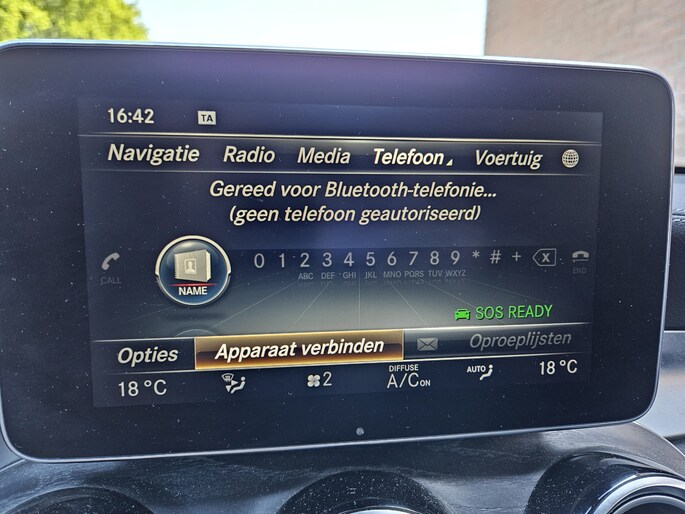 16:42 TA
Navigatie Radio Media Telefoon Voertuig
Gereed voor Bluetooth-telefonie...
(geen telefoon geautoriseerd)
0 1 2 3 4 5 6 7 8 9 * # + X
ABC DEF GHI JKL MNO PQRS TUV WXYZ
CALL NAME END
SOS READY
Opties Apparaat verbinden Oproeplijsten
18 °C 2 DIFFUSE A/C ON AUTO 18 °C